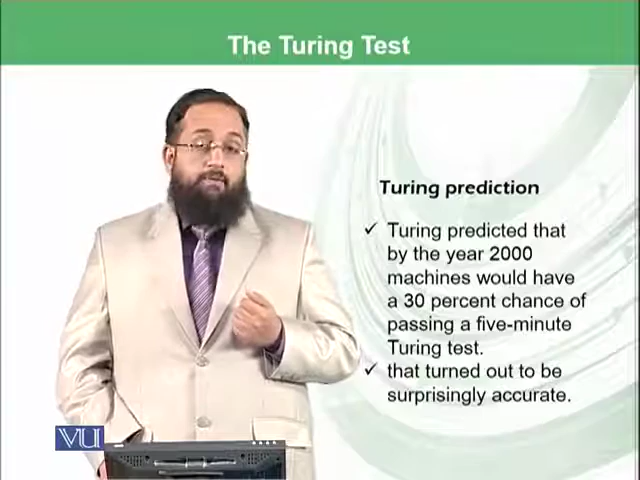 The Turing Test
Turing prediction
✓ Turing predicted that
by the year 2000
machines would have
a 30 percent chance of
passing a five-minute
Turing test.
✓ that turned out to be
surprisingly accurate.
VU